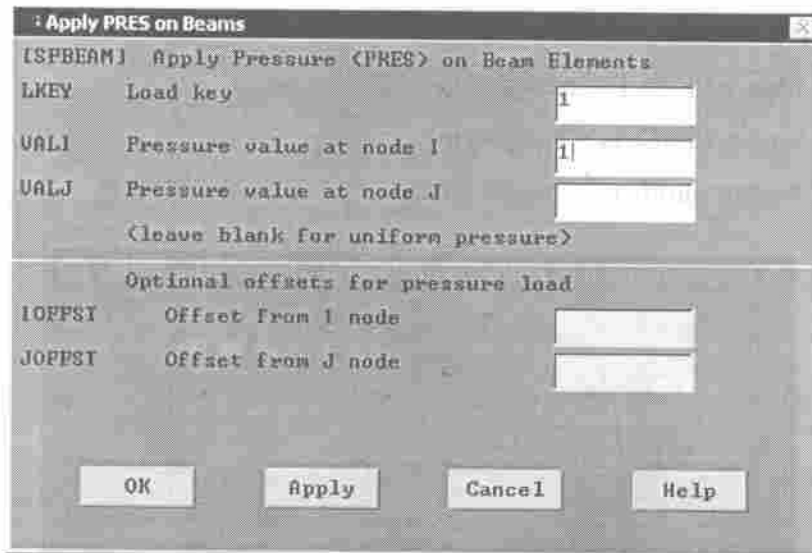 Apply PRES on Beams
[SFBEAM] Apply Pressure (PRES) on Beam Elements
LKEY Load key 1
VALI Pressure value at node I 1
VALJ Pressure value at node J
(leave blank for uniform pressure)
Optional offsets for pressure load
IOFFST Offset from I node
JOFFST Offset from J node
OK Apply Cancel Help